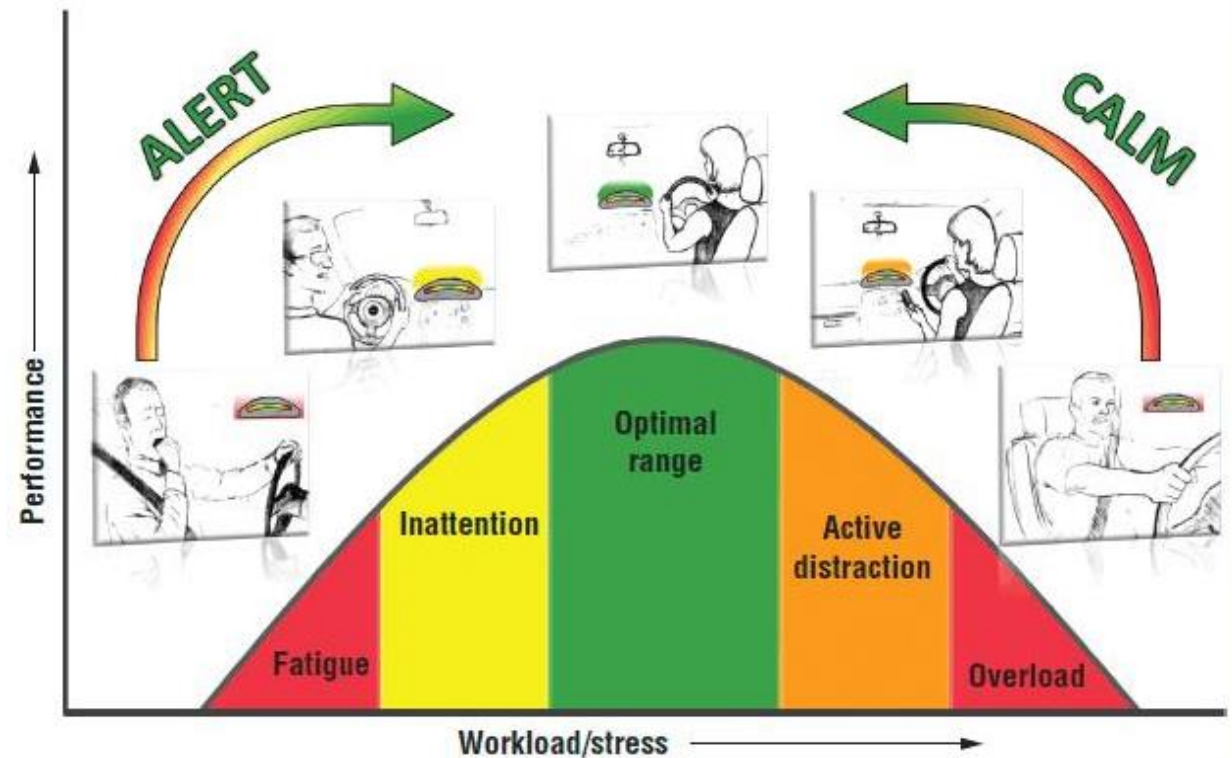 ALERT
CALM
Performance
Optimal
range
Inattention
Active
distraction
Fatigue
Overload
Workload/stress